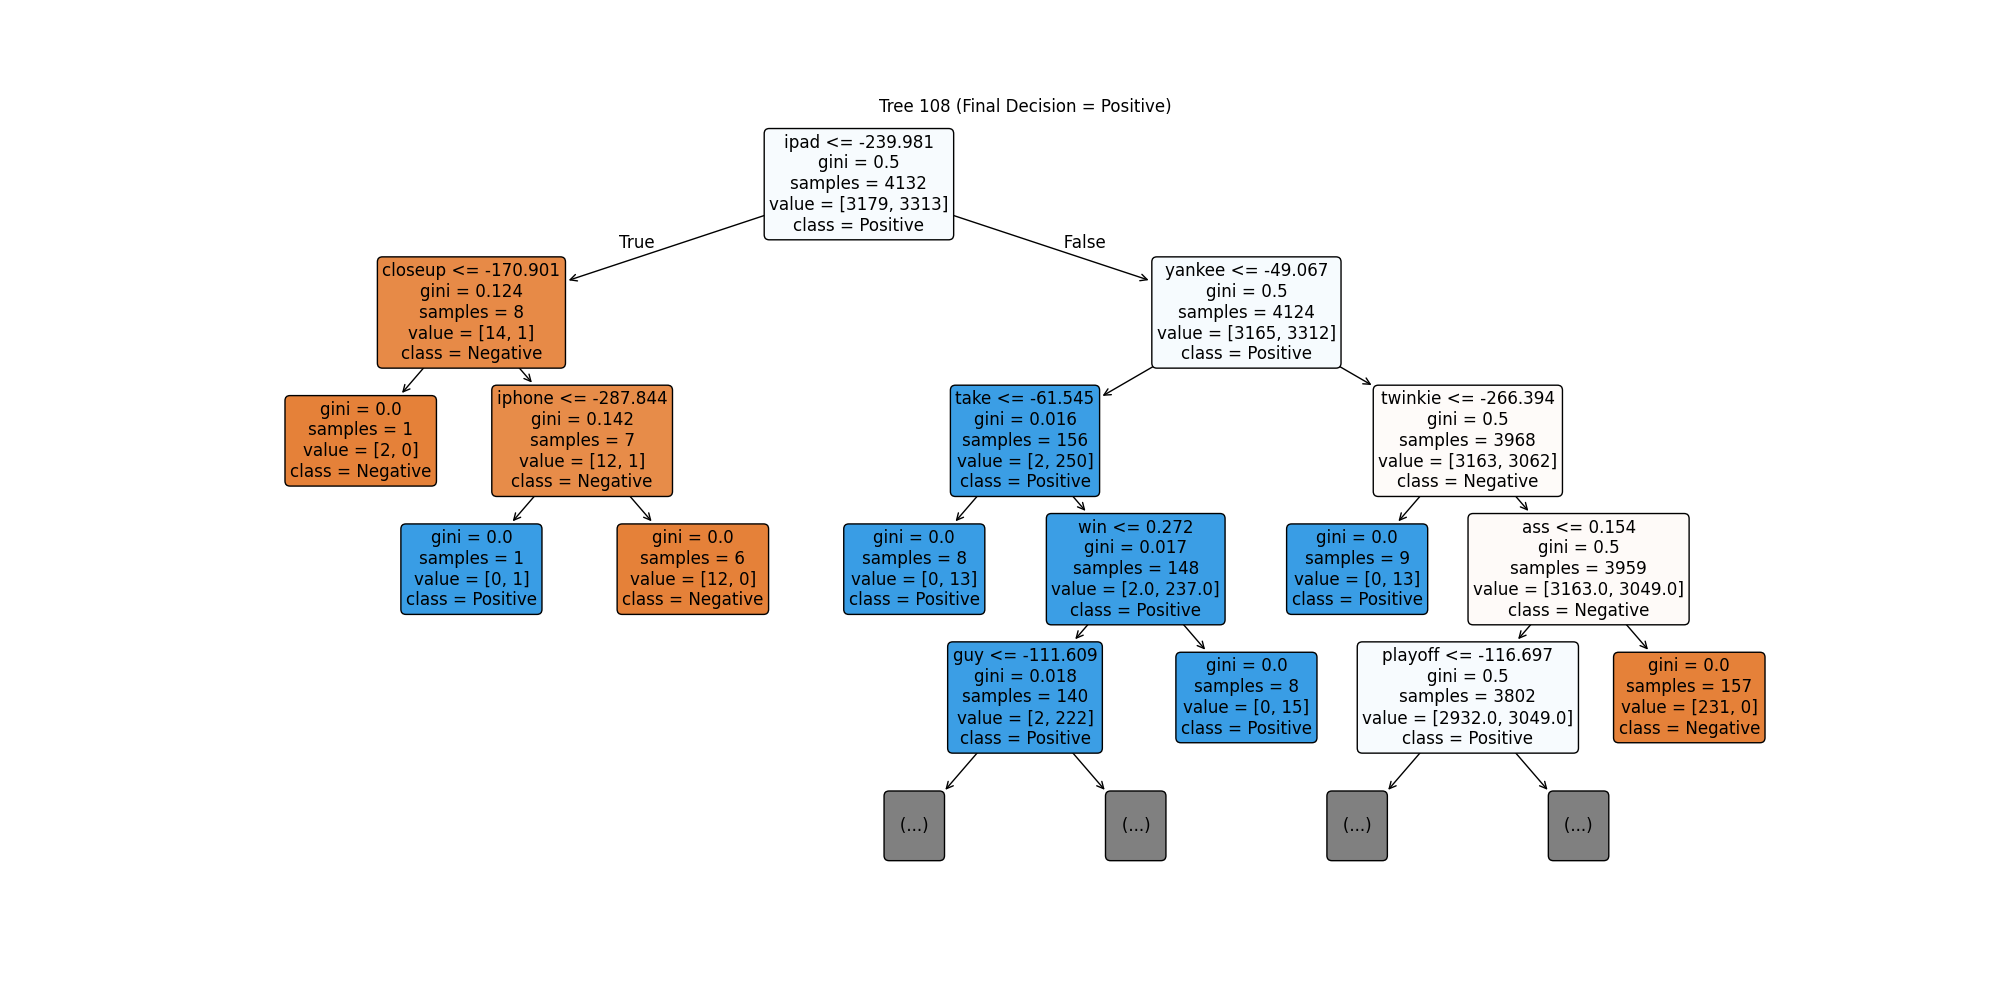 Tree 108 (Final Decision = Positive)
ipad <= -239.981
gini = 0.5
samples = 4132
value = [3179, 3313]
class = Positive
True
False
closeup <= -170.901
gini = 0.124
samples = 8
value = [14, 1]
class = Negative
yankee <= -49.067
gini = 0.5
samples = 4124
value = [3165, 3312]
class = Positive
gini = 0.0
samples = 1
value = [2, 0]
class = Negative
iphone <= -287.844
gini = 0.142
samples = 7
value = [12, 1]
class = Negative
take <= -61.545
gini = 0.016
samples = 156
value = [2, 250]
class = Positive
twinkie <= -266.394
gini = 0.5
samples = 3968
value = [3163, 3062]
class = Negative
gini = 0.0
samples = 1
value = [0, 1]
class = Positive
gini = 0.0
samples = 6
value = [12, 0]
class = Negative
gini = 0.0
samples = 8
value = [0, 13]
class = Positive
win <= 0.272
gini = 0.017
samples = 148
value = [2.0, 237.0]
class = Positive
gini = 0.0
samples = 9
value = [0, 13]
class = Positive
ass <= 0.154
gini = 0.5
samples = 3959
value = [3163.0, 3049.0]
class = Negative
guy <= -111.609
gini = 0.018
samples = 140
value = [2, 222]
class = Positive
gini = 0.0
samples = 8
value = [0, 15]
class = Positive
playoff <= -116.697
gini = 0.5
samples = 3802
value = [2932.0, 3049.0]
class = Positive
gini = 0.0
samples = 157
value = [231, 0]
class = Negative
(...)
(...)
(...)
(...)